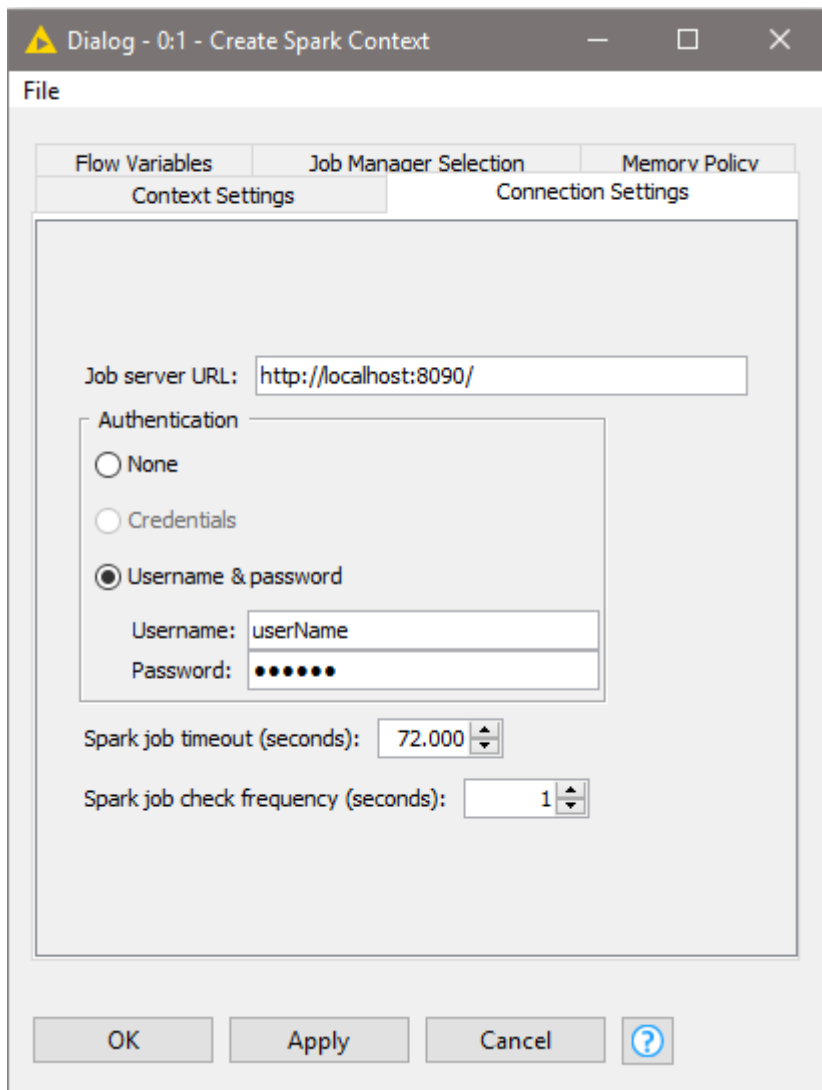 Dialog - 0:1 - Create Spark Context
File
Flow Variables Job Manager Selection Memory Policy
Context Settings Connection Settings
Job server URL: http://localhost:8090/
Authentication
None
Credentials
Username & password
Username: userName
Password: ●●●●●●
Spark job timeout (seconds): 72.000
Spark job check frequency (seconds): 1
OK Apply Cancel ?